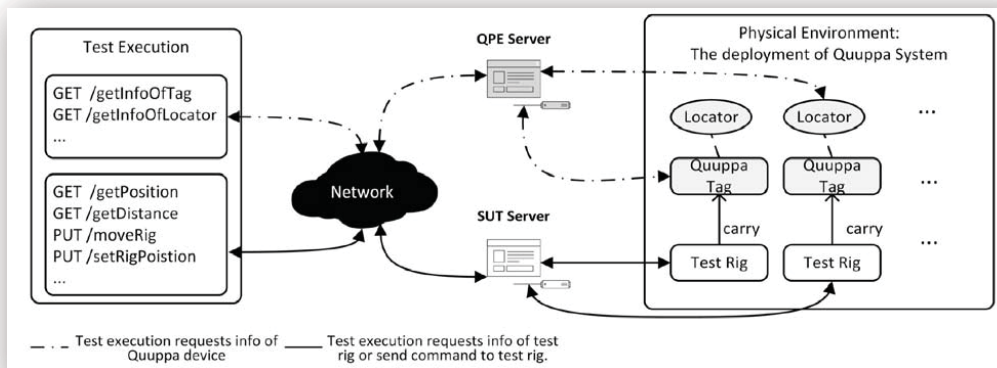 Test Execution
GET /getInfoOfTag
GET /getInfoOfLocator
...
GET /getPosition
GET /getDistance
PUT /moveRig
PUT /setRigPoistion
...
Network
QPE Server
SUT Server
Physical Environment:
The deployment of Quuppa System
Locator
Locator
...
Quuppa
Tag
Quuppa
Tag
...
carry
carry
Test Rig
Test Rig
...
Test execution requests info of
Quuppa device
Test execution requests info of test
rig or send command to test rig.